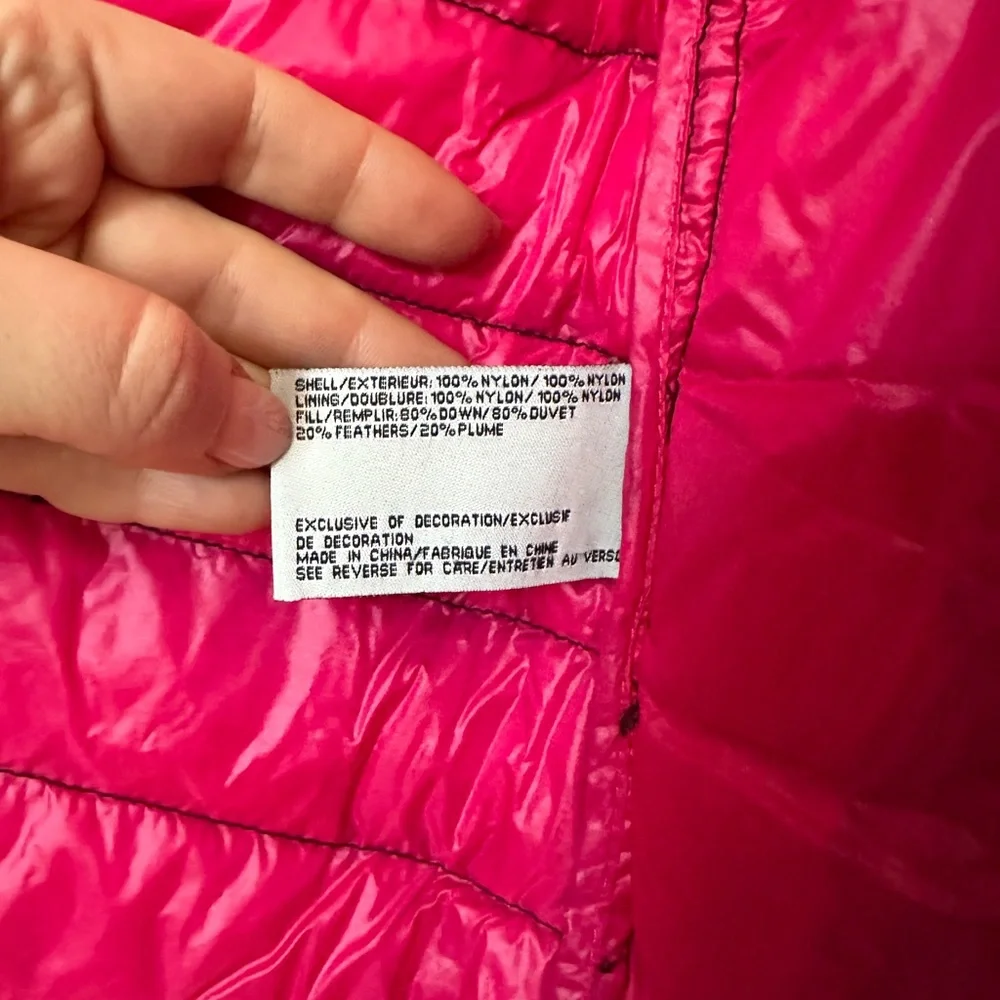 SHELL/EXTERIEUR: 100% NYLON/ 100% NYLON
LINING/DOUBLURE: 100% NYLON/ 100% NYLON
FILL/REMPLIR: 80% DOWN/ 80% DUVET
20% FEATHERS/ 20% PLUME
EXCLUSIVE OF DECORATION/EXCLUSIF
DE DECORATION
MADE IN CHINA/FABRIQUE EN CHINE
SEE REVERSE FOR CARE/ENTRETEN AU VERSO